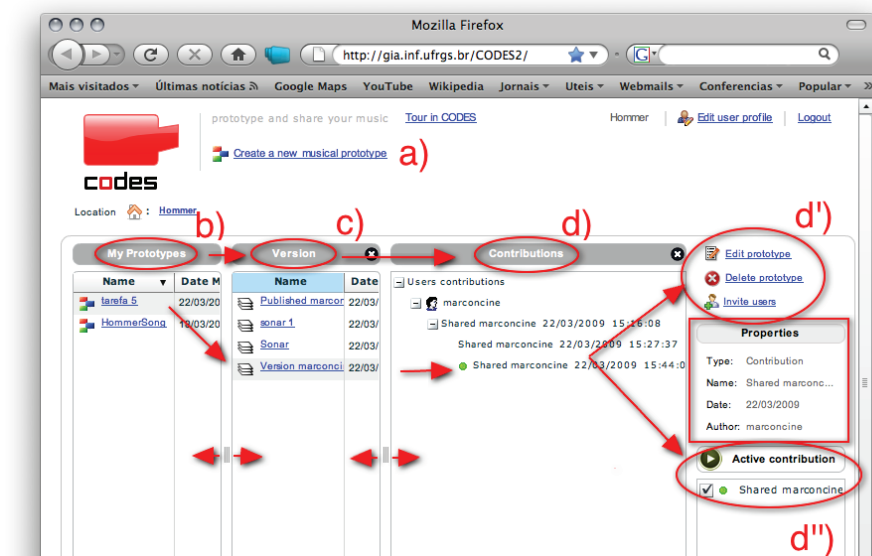 Mozilla Firefox
http://gia.inf.ufrgs.br/CODES2/
G
Mais visitados Últimas notícias Google Maps YouTube Wikipedia Jornais Uteis Webmails Conferencias Popular »
prototype and share your music Tour in CODES Hommer Edit user profile Logout
Create a new musical prototype a)
codes
Location : Hommer
b) c) d) d')
My Prototypes Version Contributions
Edit prototype
Delete prototype
Invite users
Name Date M Name Date
Users contributions
tarefa 5 22/03/20 Published marcor 22/03/
marconcine
HommerSong 19/03/20 sonar 1 22/03/
Shared marconcine 22/03/2009 15:16:08
Sonar 22/03/
Shared marconcine 22/03/2009 15:27:37
Version marconci 22/03/
Shared marconcine 22/03/2009 15:44:0
Properties
Type: Contribution
Name: Shared marconc...
Date: 22/03/2009
Author: marconcine
Active contribution
Shared marconcine
d'')